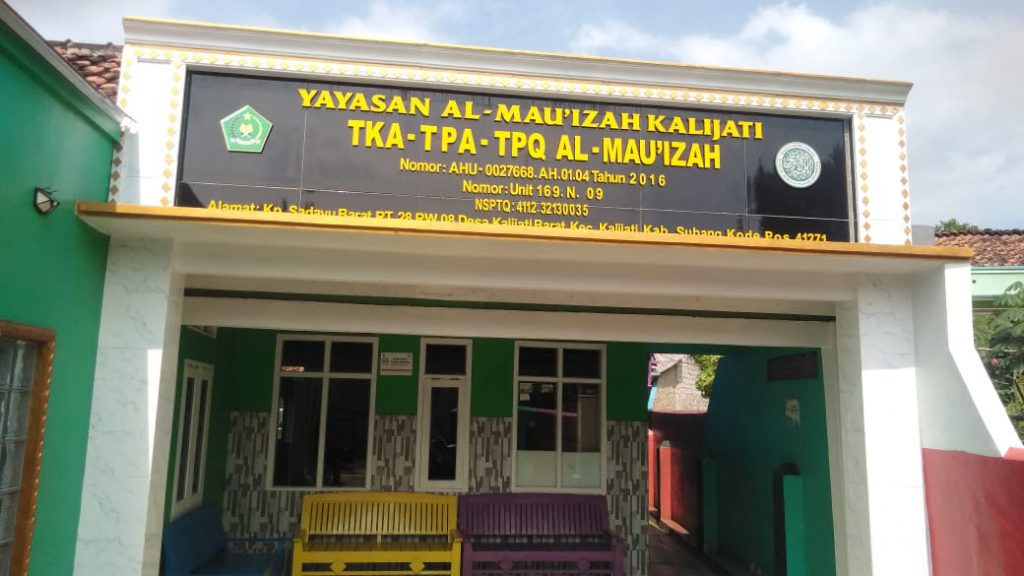 YAYASAN AL-MAU'IZAH KALIJATI
TKA-TPA-TPQ AL-MAU'IZAH
Nomor: AHU-0027668.AH.01.04 Tahun 2016
Nomor: Unit 169.N. 09
NSPTQ: 4112.32130035
Alamat: Kp. Sadayu Barat RT. 28 RW.08 Desa Kalijati Barat Kec. Kalijati Kab. Subang Kode Pos 41271